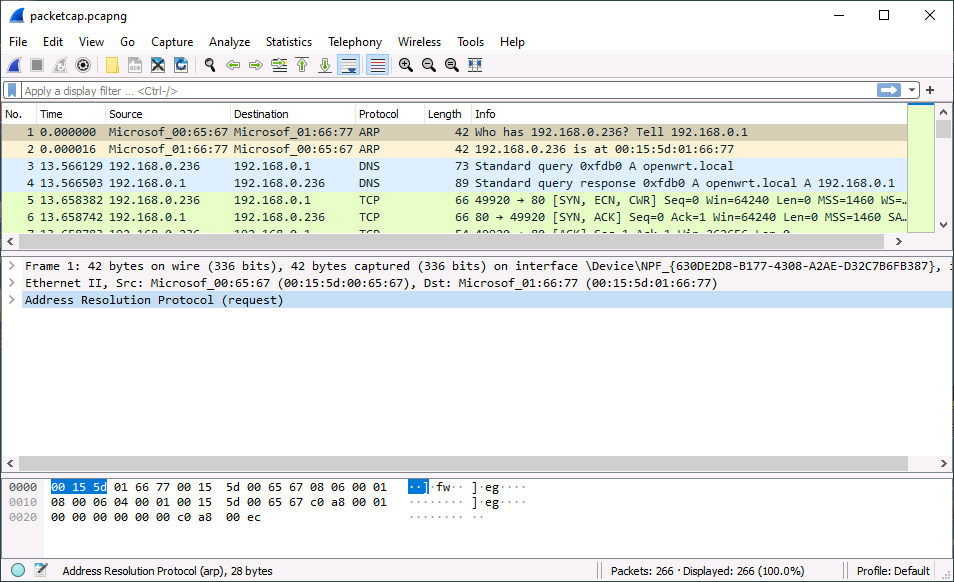 packetcap.pcapng
File Edit View Go Capture Analyze Statistics Telephony Wireless Tools Help
Apply a display filter … <Ctrl-/>
No. Time Source Destination Protocol Length Info
1 0.000000 Microsof_00:65:67 Microsof_01:66:77 ARP 42 Who has 192.168.0.236? Tell 192.168.0.1
2 0.000016 Microsof_01:66:77 Microsof_00:65:67 ARP 42 192.168.0.236 is at 00:15:5d:01:66:77
3 13.566129 192.168.0.236 192.168.0.1 DNS 73 Standard query 0xfdb0 A openwrt.local
4 13.566503 192.168.0.1 192.168.0.236 DNS 89 Standard query response 0xfdb0 A openwrt.local A 192.168.0.1
5 13.658382 192.168.0.236 192.168.0.1 TCP 66 49920 → 80 [SYN, ECN, CWR] Seq=0 Win=64240 Len=0 MSS=1460 WS=…
6 13.658742 192.168.0.1 192.168.0.236 TCP 66 80 → 49920 [SYN, ACK] Seq=0 Ack=1 Win=64240 Len=0 MSS=1460 SA…
Frame 1: 42 bytes on wire (336 bits), 42 bytes captured (336 bits) on interface \Device\NPF_{630DE2D8-B177-4308-A2AE-D32C7B6FB387}, i
Ethernet II, Src: Microsof_00:65:67 (00:15:5d:00:65:67), Dst: Microsof_01:66:77 (00:15:5d:01:66:77)
Address Resolution Protocol (request)
0000 00 15 5d 01 66 77 00 15 5d 00 65 67 08 06 00 01 ··]·fw·· ]·eg····
0010 08 00 06 04 00 01 00 15 5d 00 65 67 c0 a8 00 01 ········ ]·eg····
0020 00 00 00 00 00 00 c0 a8 00 ec ········ ··
Address Resolution Protocol (arp), 28 bytes
Packets: 266 · Displayed: 266 (100.0%)
Profile: Default